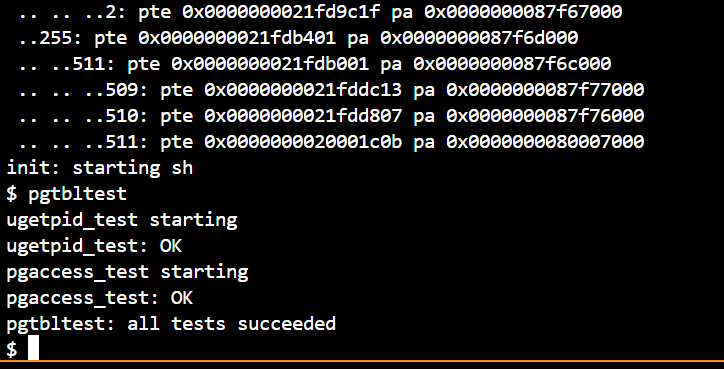 .. .. ..2: pte 0x0000000021fd9c1f pa 0x0000000087f67000
..255: pte 0x0000000021fdb401 pa 0x0000000087f6d000
.. ..511: pte 0x0000000021fdb001 pa 0x0000000087f6c000
.. .. ..509: pte 0x0000000021fddc13 pa 0x0000000087f77000
.. .. ..510: pte 0x0000000021fdd807 pa 0x0000000087f76000
.. .. ..511: pte 0x0000000020001c0b pa 0x0000000080007000
init: starting sh
$ pgtbltest
ugetpid_test starting
ugetpid_test: OK
pgaccess_test starting
pgaccess_test: OK
pgtbltest: all tests succeeded
$